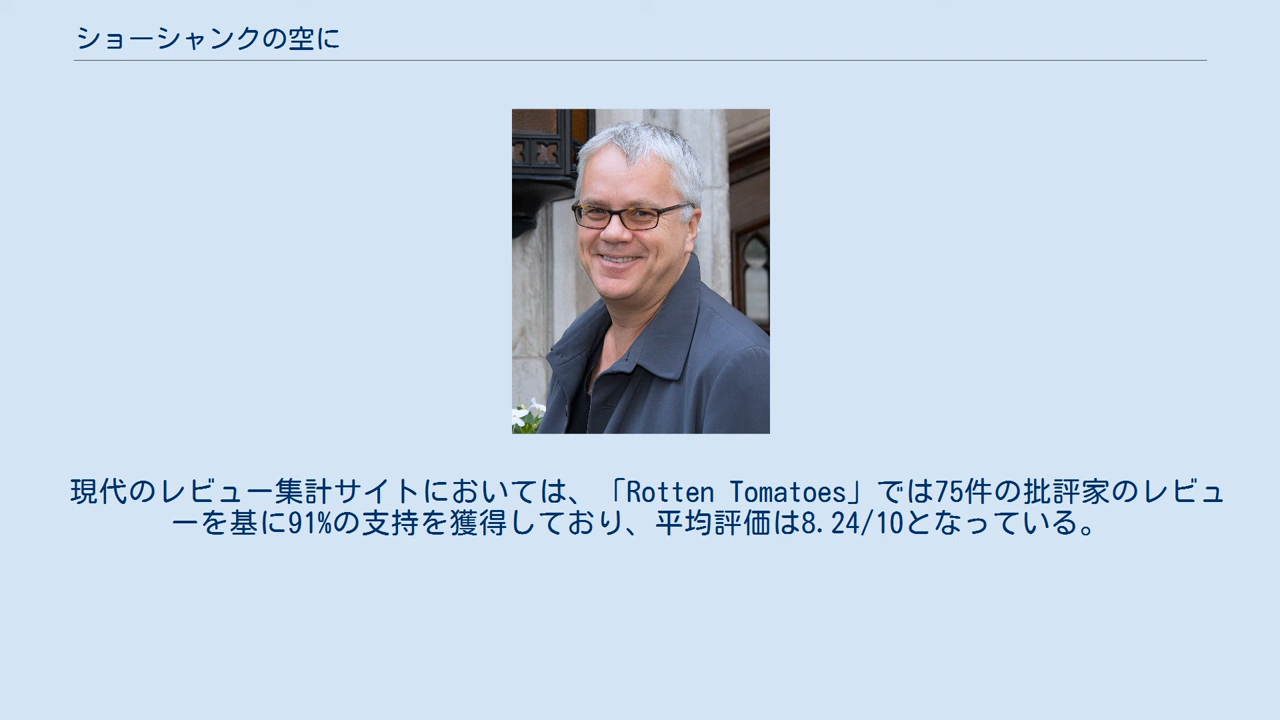 ショーシャンクの空に
現代のレビュー集計サイトにおいては、「Rotten Tomatoes」では75件の批評家のレビュ
ーを基に91%の支持を獲得しており、平均評価は8.24/10となっている。